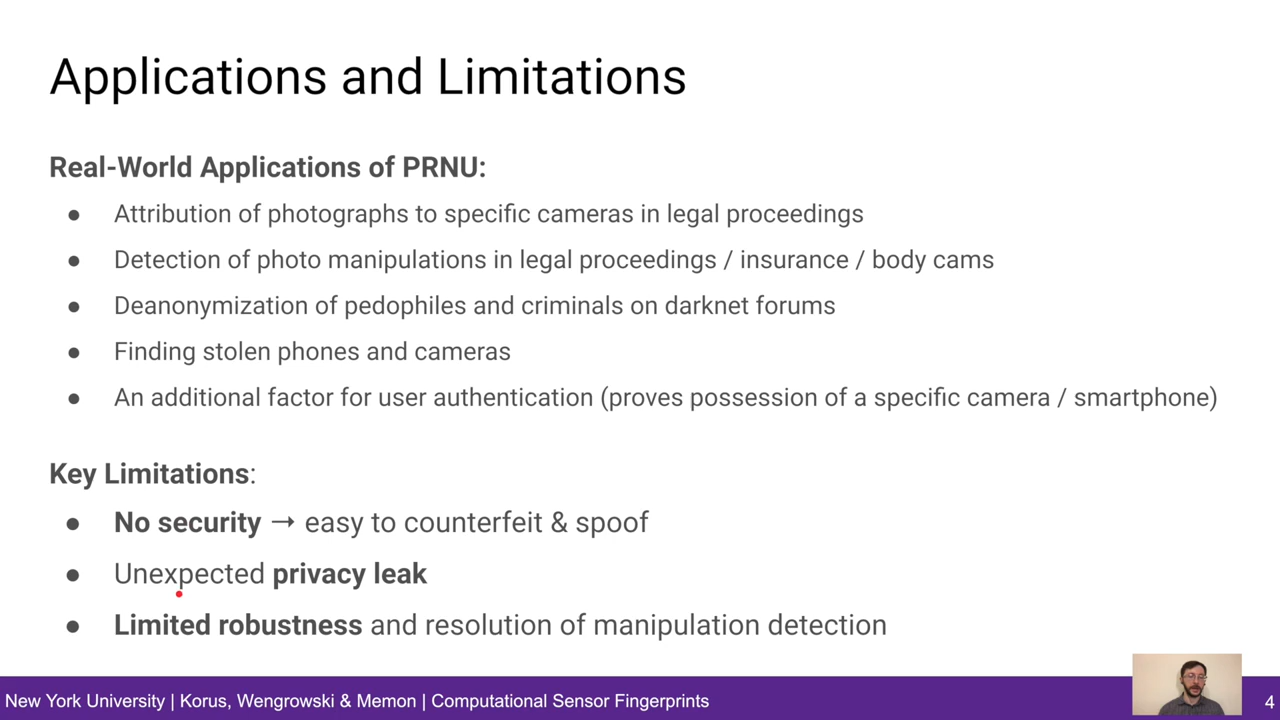 Applications and Limitations
Real-World Applications of PRNU:
● Attribution of photographs to specific cameras in legal proceedings
● Detection of photo manipulations in legal proceedings / insurance / body cams
● Deanonymization of pedophiles and criminals on darknet forums
● Finding stolen phones and cameras
● An additional factor for user authentication (proves possession of a specific camera / smartphone)
Key Limitations:
● No security → easy to counterfeit & spoof
● Unexpected privacy leak
● Limited robustness and resolution of manipulation detection
New York University | Korus, Wengrowski & Memon | Computational Sensor Fingerprints
4